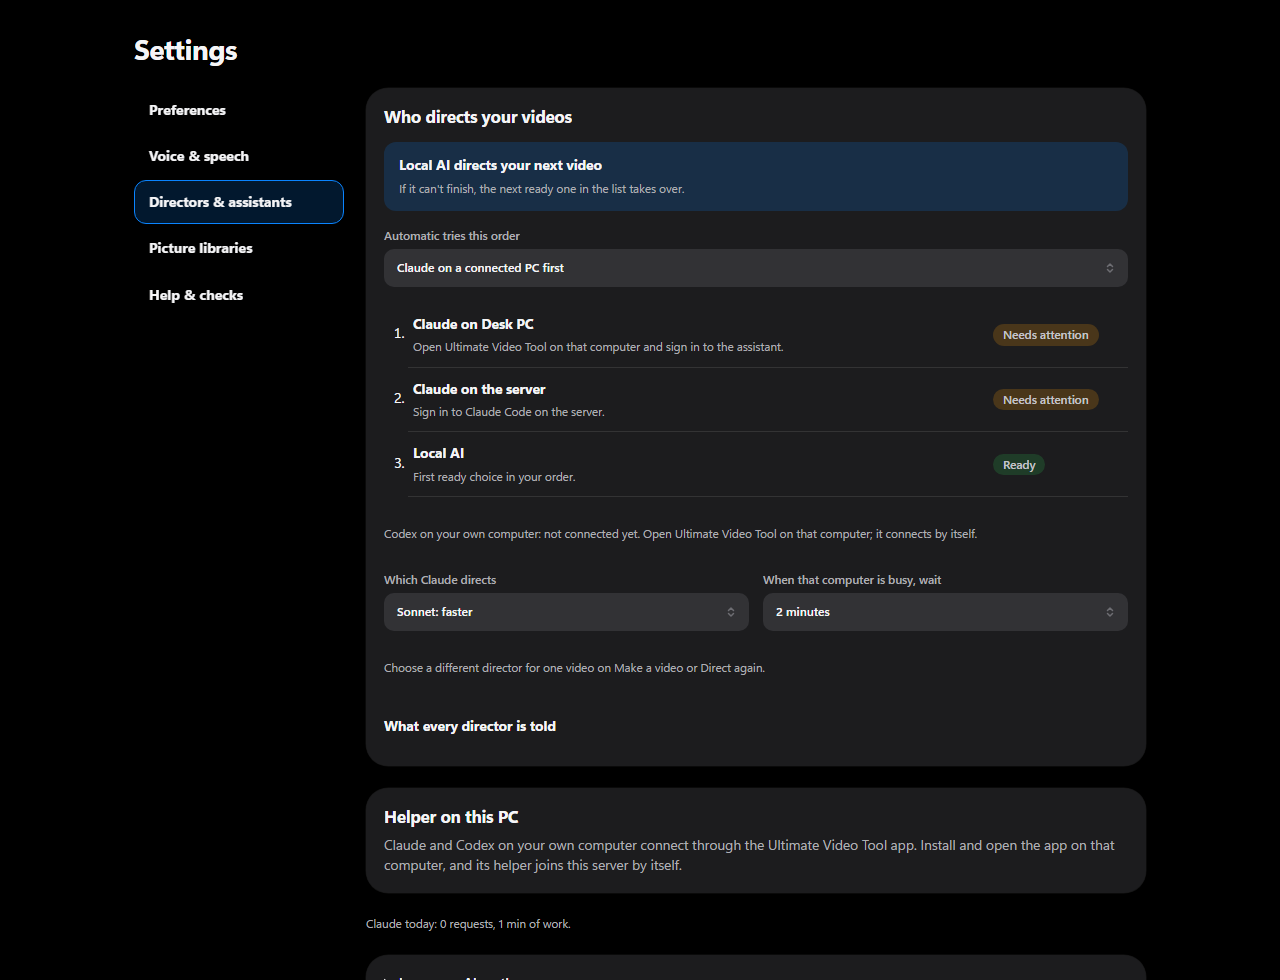 Settings
Preferences
Voice & speech
Directors & assistants
Picture libraries
Help & checks
Who directs your videos
Local AI directs your next video
If it can't finish, the next ready one in the list takes over.
Automatic tries this order
Claude on a connected PC first
1. Claude on Desk PC
Open Ultimate Video Tool on that computer and sign in to the assistant.
Needs attention
2. Claude on the server
Sign in to Claude Code on the server.
Needs attention
3. Local AI
First ready choice in your order.
Ready
Codex on your own computer: not connected yet. Open Ultimate Video Tool on that computer; it connects by itself.
Which Claude directs
Sonnet: faster
When that computer is busy, wait
2 minutes
Choose a different director for one video on Make a video or Direct again.
What every director is told
Helper on this PC
Claude and Codex on your own computer connect through the Ultimate Video Tool app. Install and open the app on that
computer, and its helper joins this server by itself.
Claude today: 0 requests, 1 min of work.